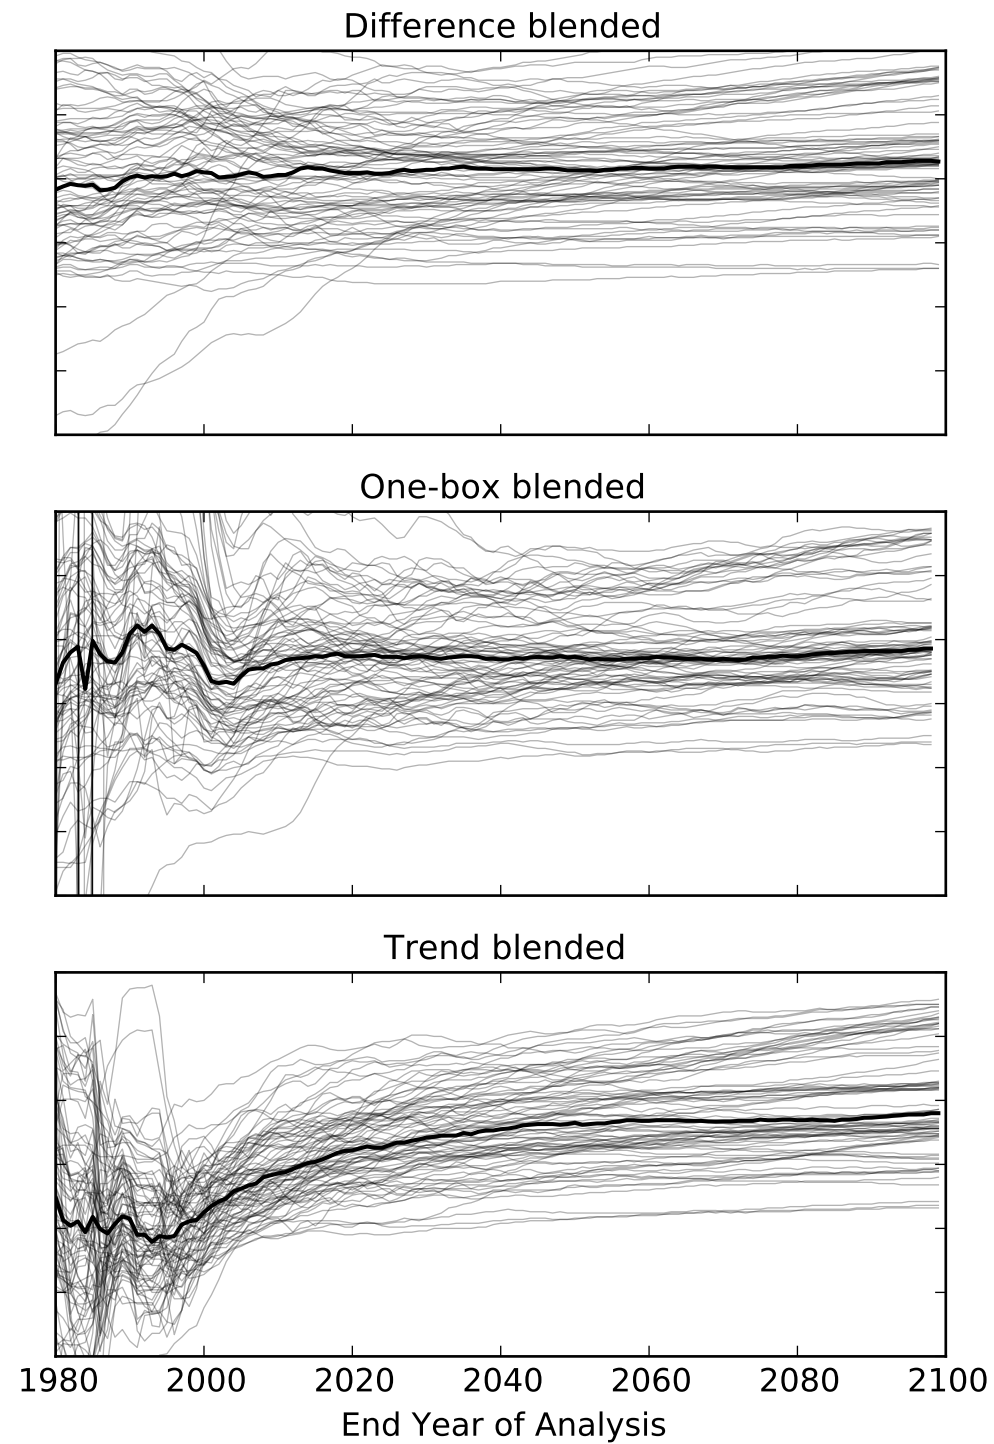 Difference blended
One-box blended
Trend blended
1980 2000 2020 2040 2060 2080 2100
End Year of Analysis